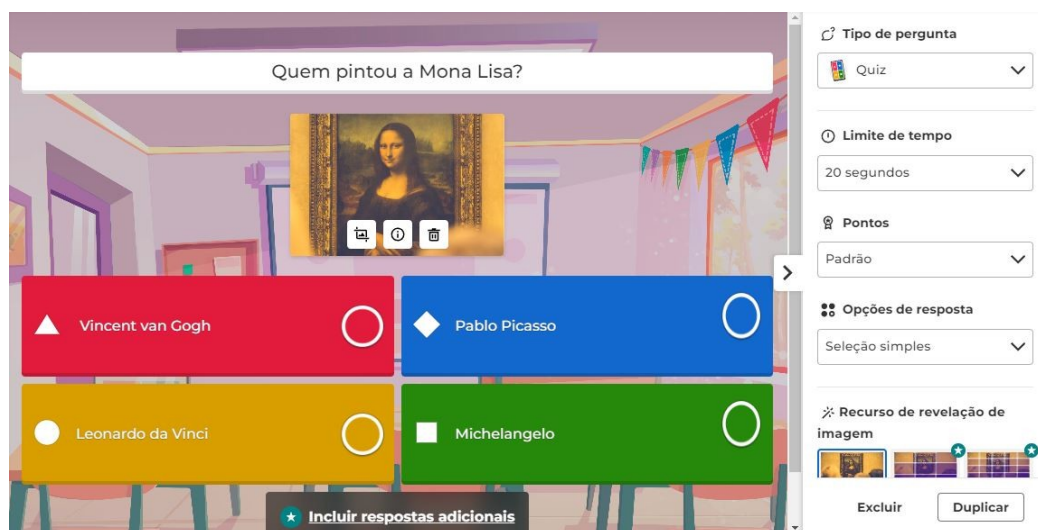 Quem pintou a Mona Lisa?
Vincent van Gogh
Pablo Picasso
Leonardo da Vinci
Michelangelo
Incluir respostas adicionais
Tipo de pergunta
Quiz
Limite de tempo
20 segundos
Pontos
Padrão
Opções de resposta
Seleção simples
Recurso de revelação de
imagem
Excluir
Duplicar